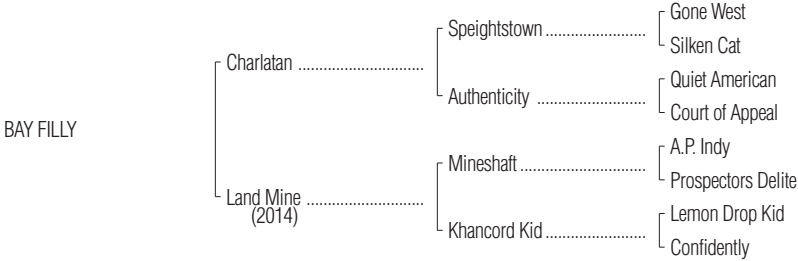 Gone West
Speightstown
Silken Cat
Charlatan
Quiet American
Authenticity
Court of Appeal
BAY FILLY
A.P. Indy
Mineshaft
Prospectors Delite
Land Mine
(2014)
Lemon Drop Kid
Khancord Kid
Confidently